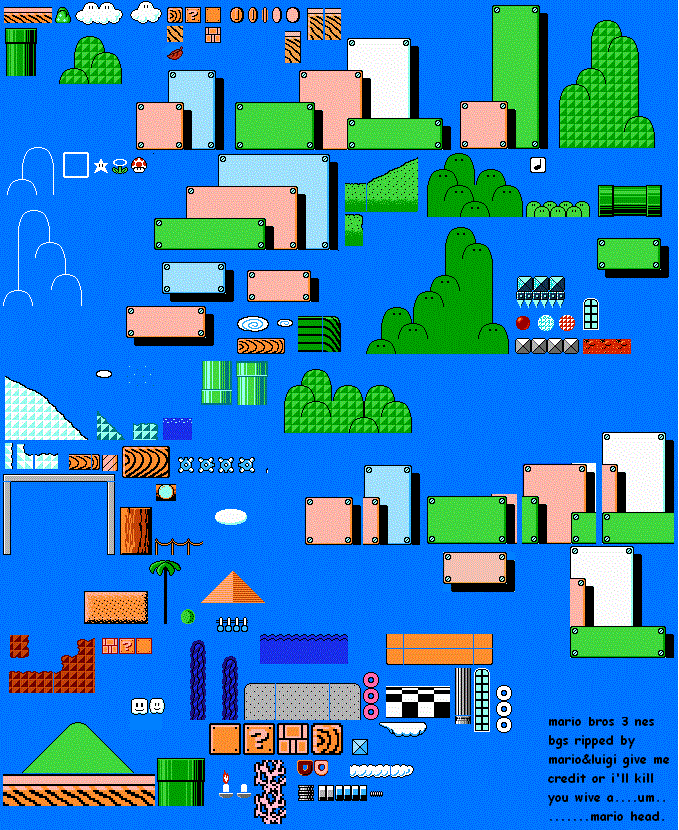 mario bros 3 nes
bgs ripped by
mario&luigi give me
credit or i'll kill
you wive a....um..
.......mario head.